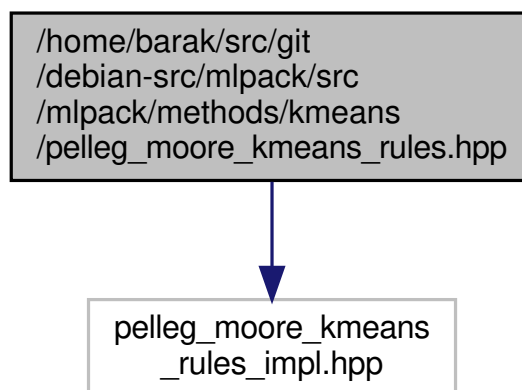 /home/barak/src/git
/debian-src/mlpack/src
/mlpack/methods/kmeans
/pelleg_moore_kmeans_rules.hpp
pelleg_moore_kmeans
_rules_impl.hpp